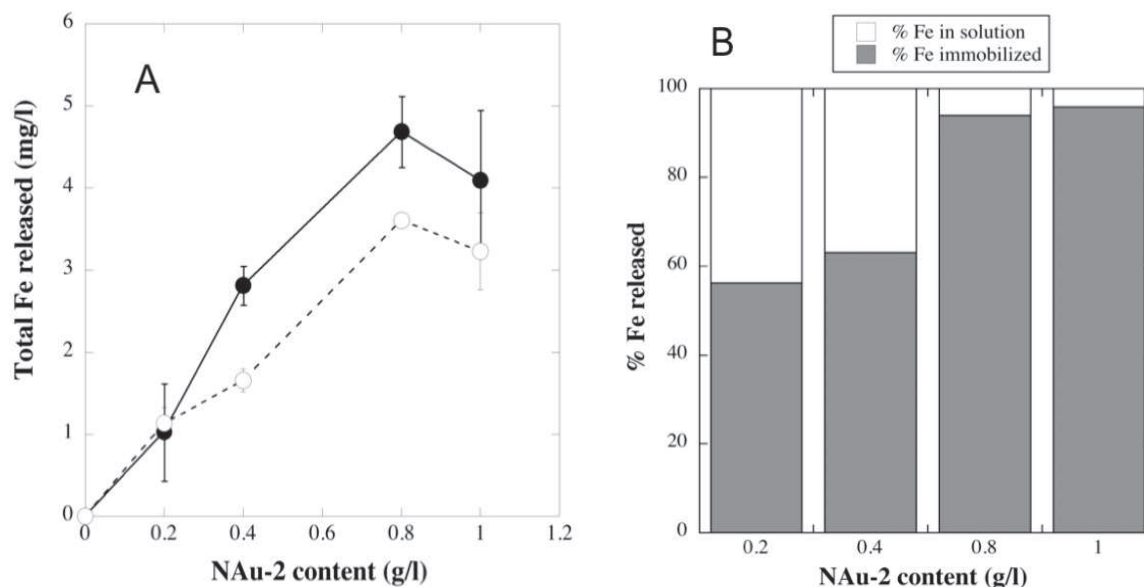 A
Total Fe released (mg/l)
6
5
4
3
2
1
0
0 0.2 0.4 0.6 0.8 1 1.2
NAu-2 content (g/l)
B
% Fe in solution
% Fe immobilized
% Fe released
100
80
60
40
20
0
0.2 0.4 0.8 1
NAu-2 content (g/l)